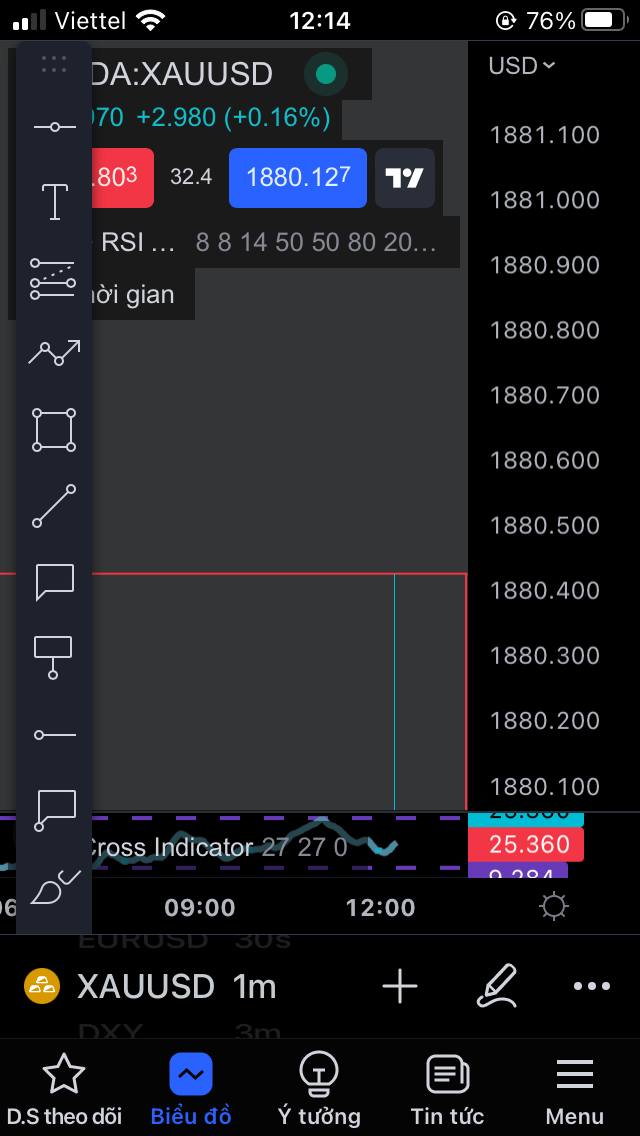 Viettel 12:14 76%
DA:XAUUSD USD
070 +2.980 (+0.16%)
.803 32.4 1880.127
RSI … 8 8 14 50 50 80 20…
ời gian
1881.100
1881.000
1880.900
1880.800
1880.700
1880.600
1880.500
1880.400
1880.300
1880.200
1880.100
Cross Indicator 27 27 0 25.360
9.284
06 09:00 12:00
EURUSD 30s
XAUUSD 1m
DXY 3m
D.S theo dõi Biểu đồ Ý tưởng Tin tức Menu